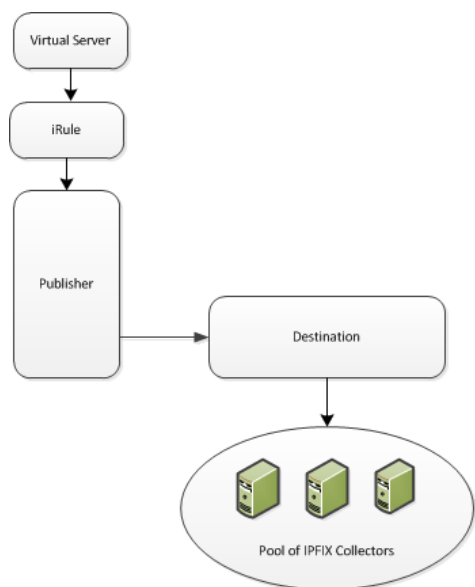 Virtual Server
iRule
Publisher
Destination
Pool of IPFIX Collectors